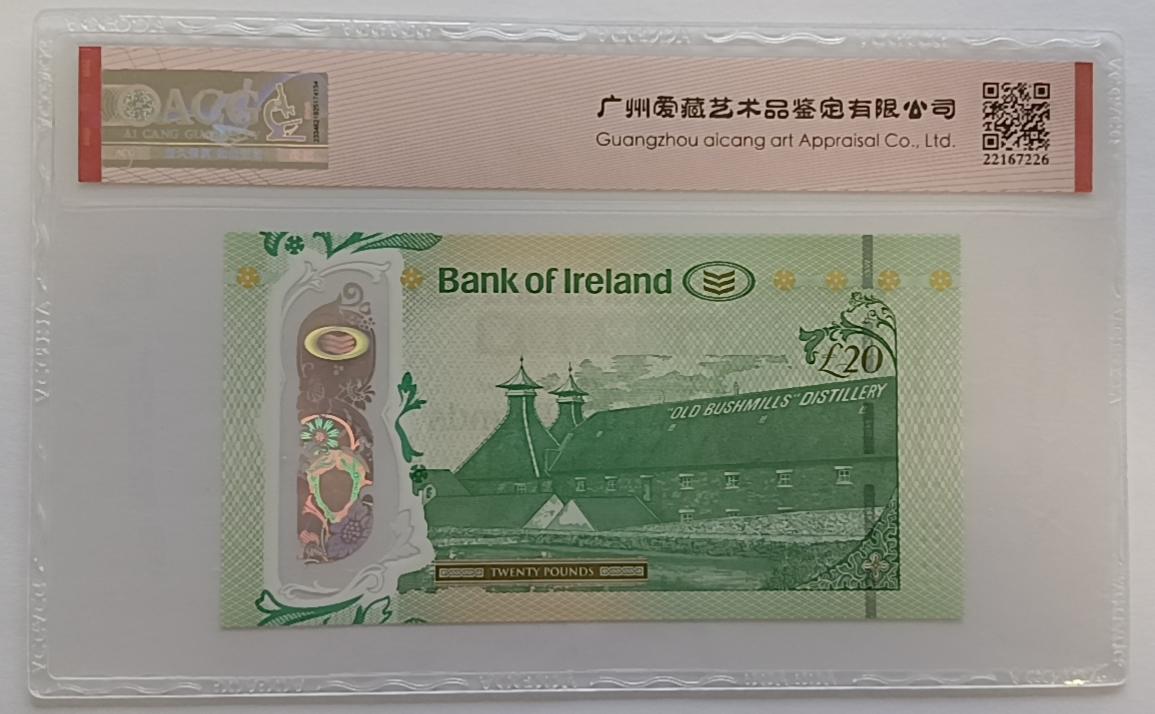 广州爱藏艺术品鉴定有限公司
Guangzhou aicang art Appraisal Co., Ltd.
22167226
ACG
Bank of Ireland
£20
"OLD BUSHMILLS" DISTILLERY
TWENTY POUNDS